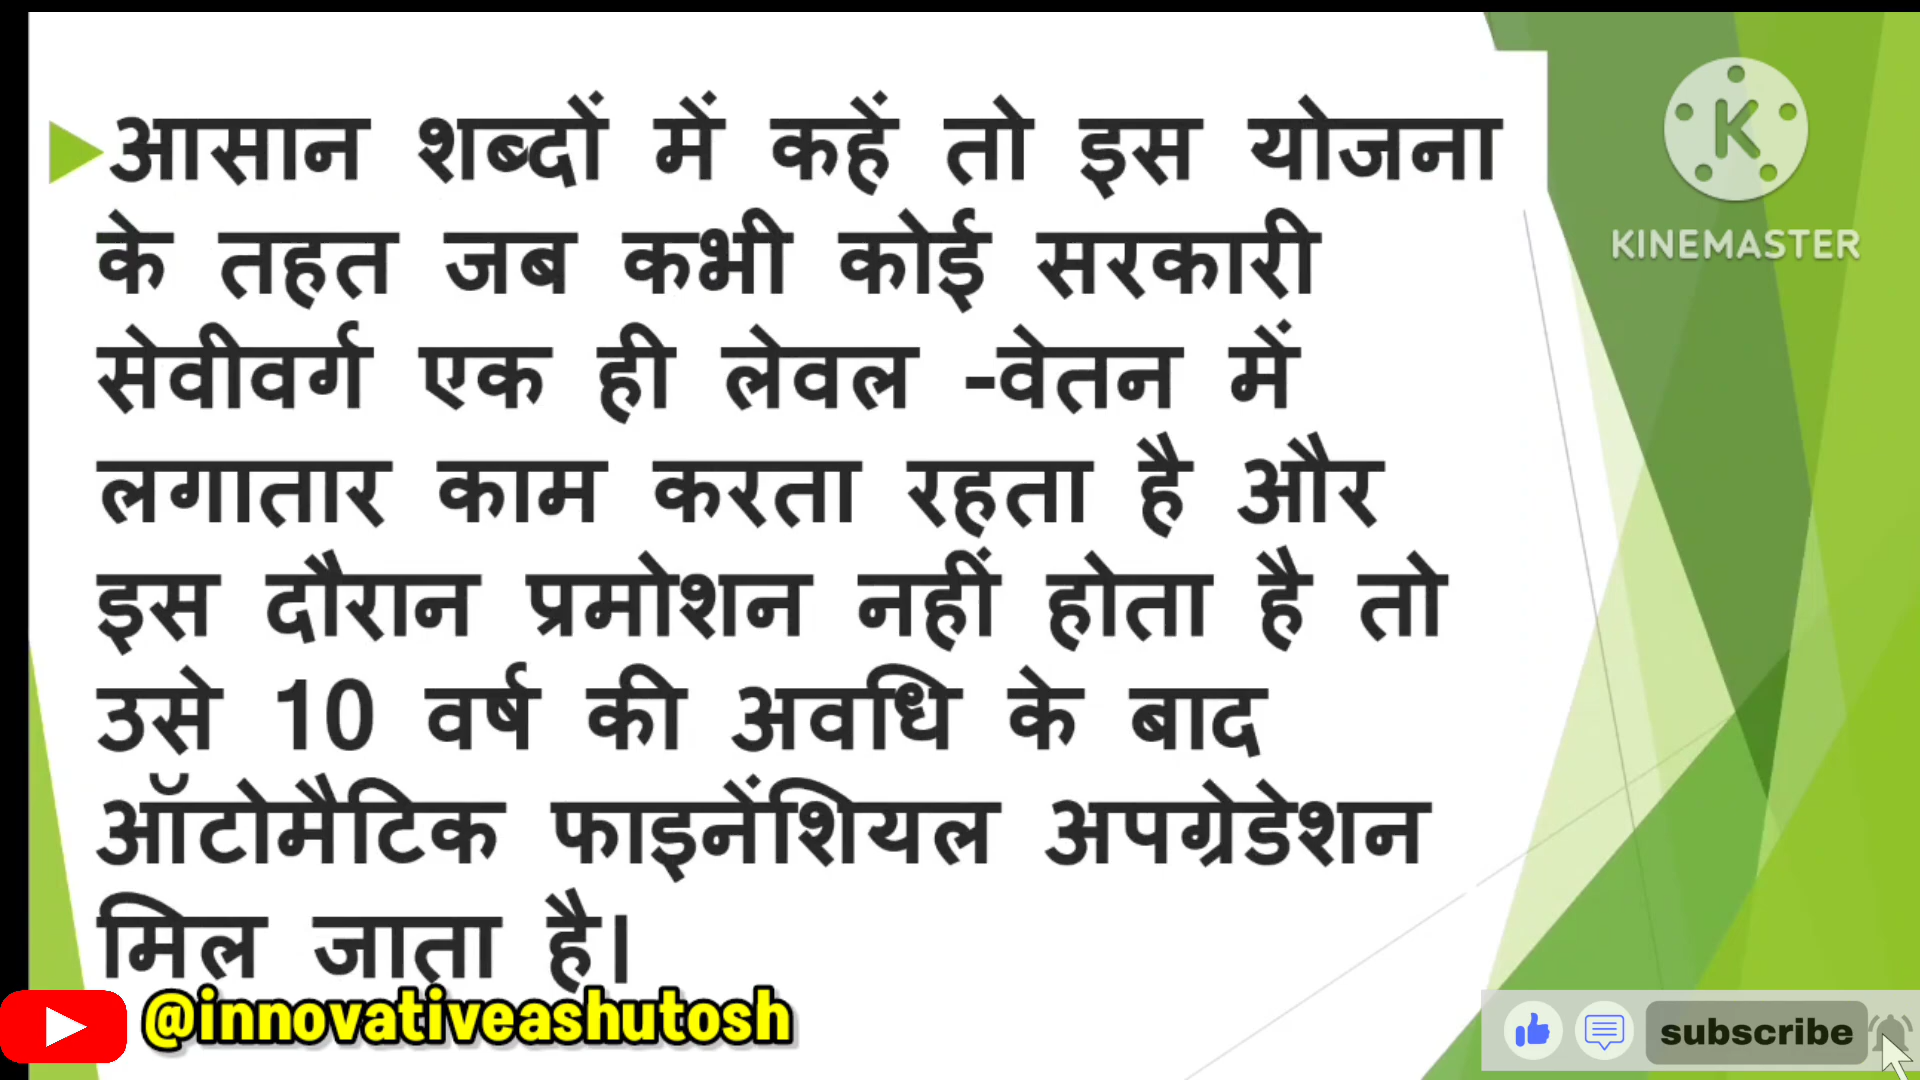 आसान शब्दों में कहें तो इस योजना
के तहत जब कभी कोई सरकारी
सेवीवर्ग एक ही लेवल -वेतन में
लगातार काम करता रहता है और
इस दौरान प्रमोशन नहीं होता है तो
उसे 10 वर्ष की अवधि के बाद
ऑटोमैटिक फाइनेंशियल अपग्रेडेशन
मिल जाता है।
K
KINEMASTER
@innovativeashutosh
subscribe